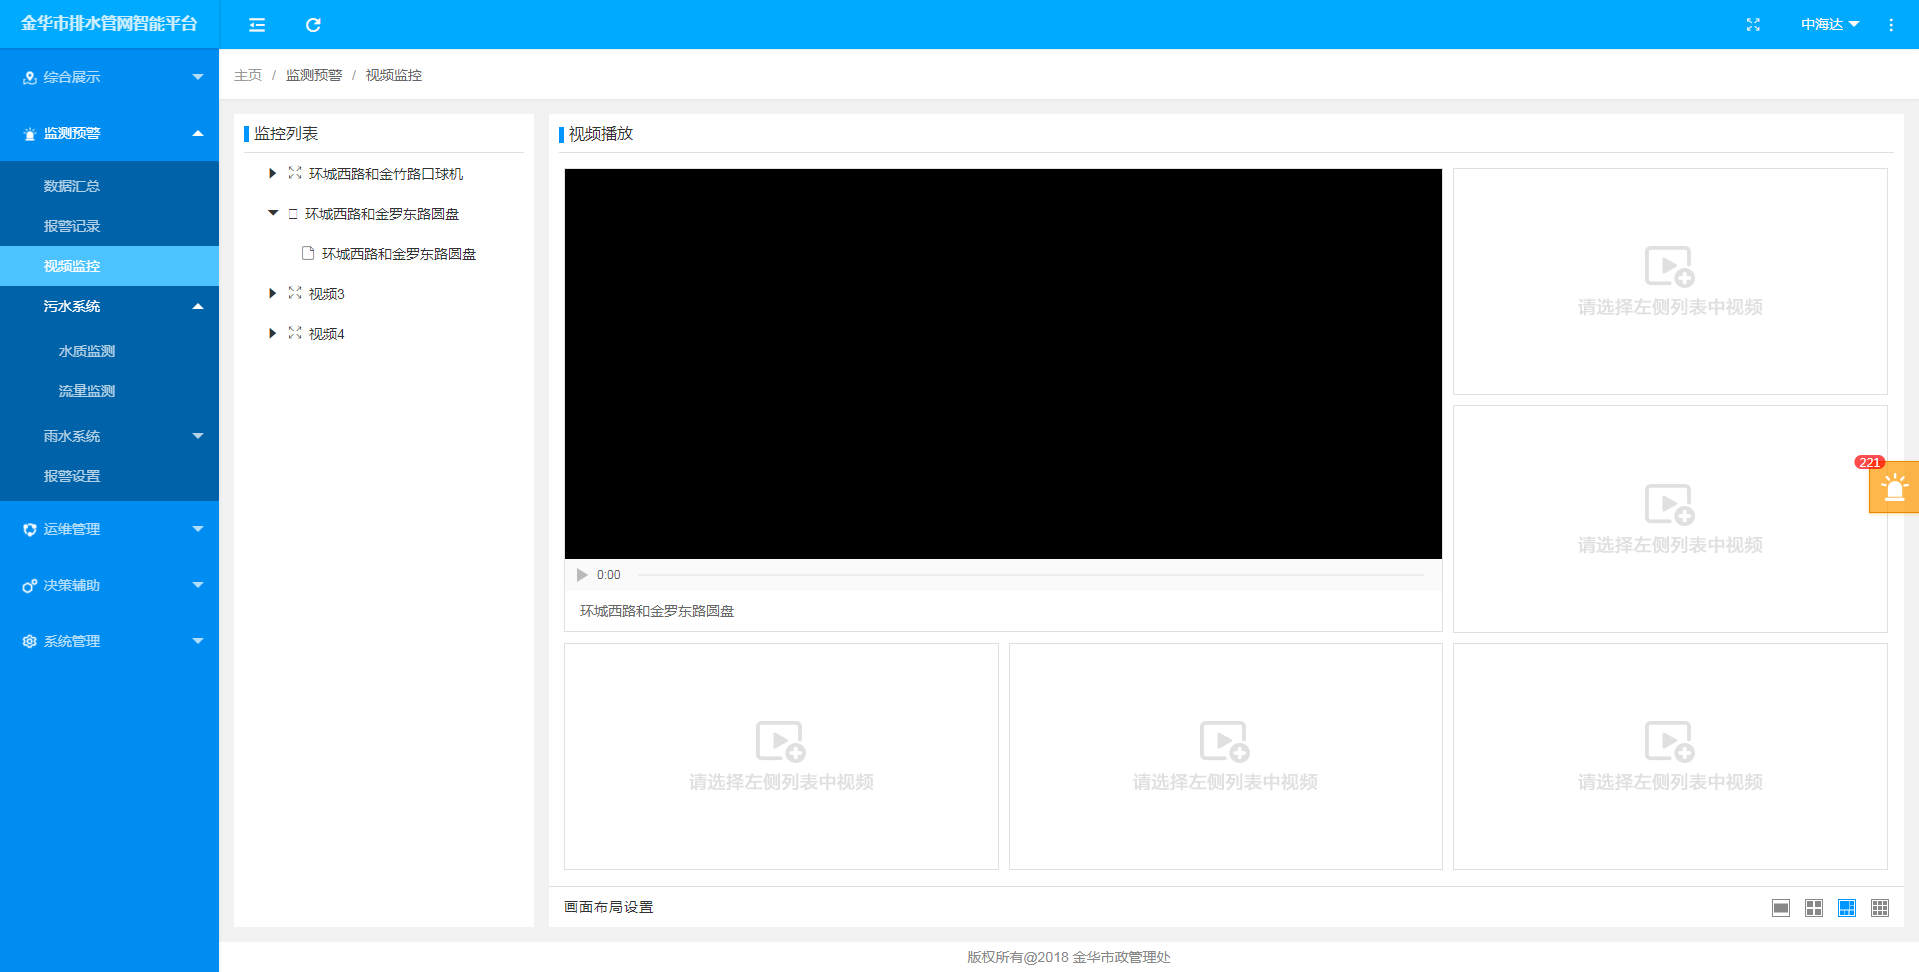 金华市排水管网智能平台
中海达
综合展示
监测预警
数据汇总
报警记录
视频监控
污水系统
水质监测
流量监测
雨水系统
报警设置
运维管理
决策辅助
系统管理
主页 / 监测预警 / 视频监控
监控列表
环城西路和金竹路口球机
环城西路和金罗东路圆盘
环城西路和金罗东路圆盘
视频3
视频4
视频播放
0:00
环城西路和金罗东路圆盘
请选择左侧列表中视频
请选择左侧列表中视频
221
请选择左侧列表中视频
请选择左侧列表中视频
请选择左侧列表中视频
画面布局设置
版权所有@2018 金华市政管理处